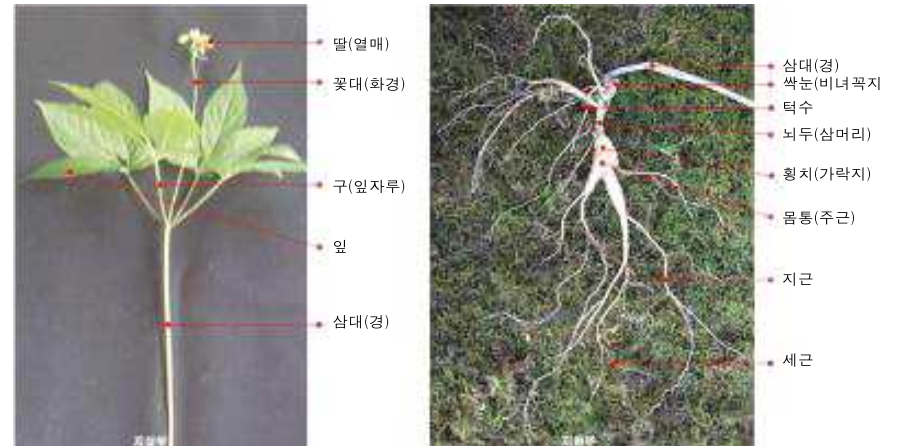 딸(열매)
꽃대(화경)
구(잎자루)
잎
삼대(경)
삼대(경)
싹눈(비녀꼭지
턱수
뇌두(삼머리)
횡치(가락지)
몸통(주근)
지근
세근